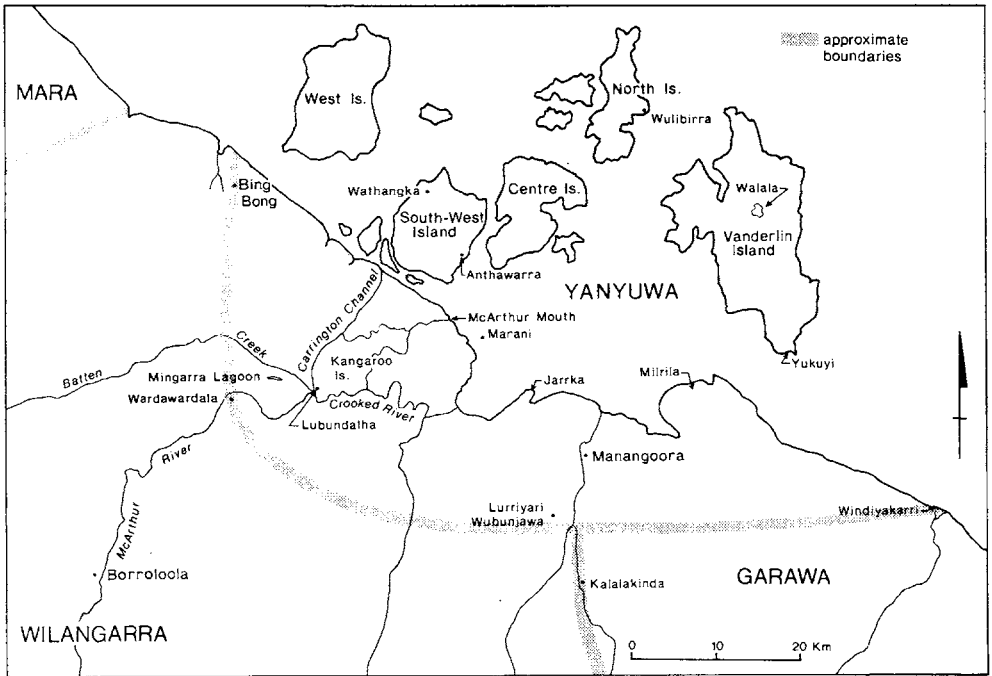 approximate
boundaries
MARA
West Is.
North Is.
Wulibirra
Bing
Bong
Wathangka
Centre Is.
South-West
Island
Walala
Vanderlin
island
Anthawarra
YANYUWA
Carrington Channel
McArthur Mouth
Marani
Kangaroo
Is.
Batten
Creek
Mingarra Lagoon
Wardawardala
Crooked River
Lubundalha
Jarrka
Milrila
Yukuyi
McArthur
River
Manangoora
Lurriyari
Wubunjawa
Windiyakarri
Borroloola
Kalalakinda
GARAWA
WILANGARRA
0 10 20 Km